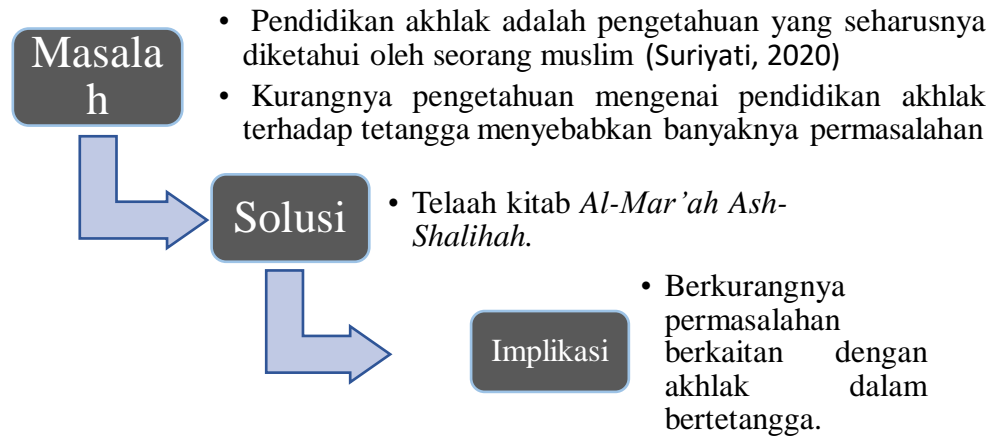 Masala
h
• Pendidikan akhlak adalah pengetahuan yang seharusnya
diketahui oleh seorang muslim (Suriyati, 2020)
• Kurangnya pengetahuan mengenai pendidikan akhlak
terhadap tetangga menyebabkan banyaknya permasalahan
Solusi
• Telaah kitab Al-Mar’ah Ash-
Shalihah.
Implikasi
• Berkurangnya
permasalahan
berkaitan dengan
akhlak dalam
bertetangga.